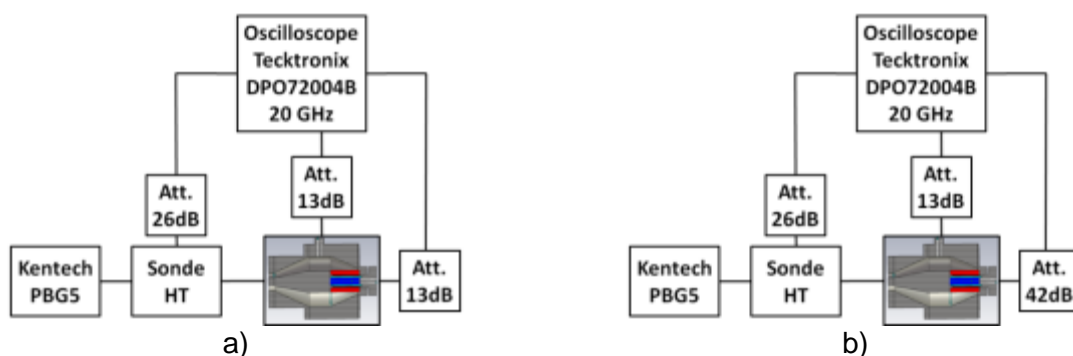 Oscilloscope
Tecktronix
DPO72004B
20 GHz
Att.
26dB
Att.
13dB
Kentech
PBG5
Sonde
HT
Att.
13dB
a)
Oscilloscope
Tecktronix
DPO72004B
20 GHz
Att.
26dB
Att.
13dB
Kentech
PBG5
Sonde
HT
Att.
42dB
b)